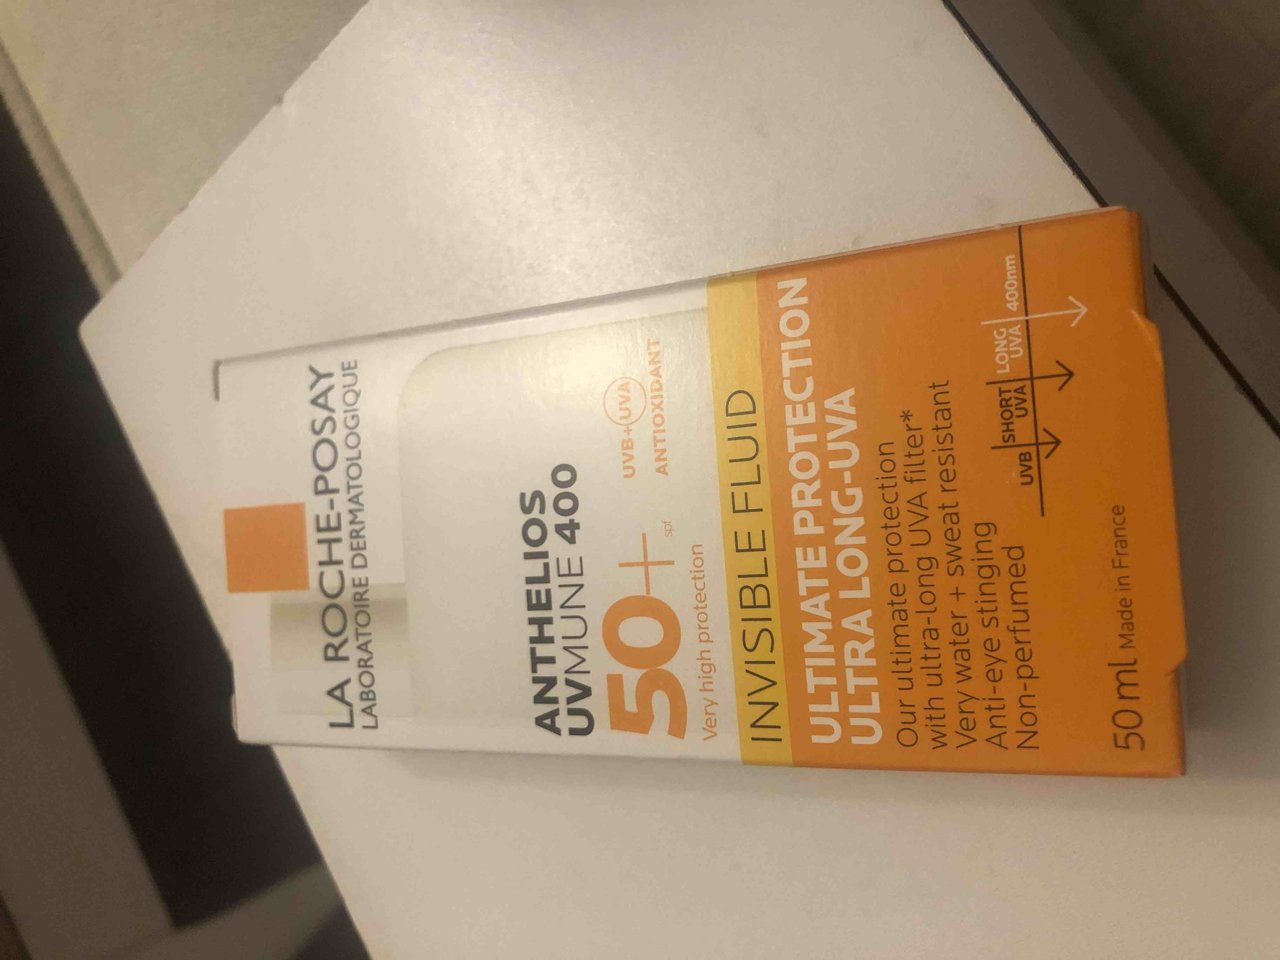 LA ROCHE-POSAY
LABORATOIRE DERMATOLOGIQUE
ANTHELIOS
UVMUNE 400
50+ spf
UVB+UVA
ANTIOXIDANT
Very high protection
INVISIBLE FLUID
ULTIMATE PROTECTION
ULTRA LONG-UVA
Our ultimate protection
with ultra-long UVA filter*
Very water + sweat resistant
Anti-eye stinging
Non-perfumed
UVB SHORT UVA LONG UVA 400nm
50 ml Made in France